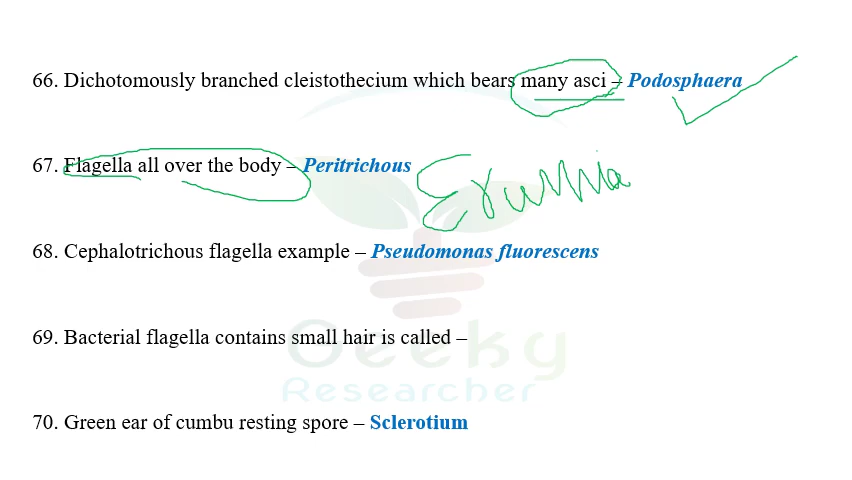 66. Dichotomously branched cleistothecium which bears many asci – Podosphaera
67. Flagella all over the body – Peritrichous
68. Cephalotrichous flagella example – Pseudomonas fluorescens
69. Bacterial flagella contains small hair is called –
Oeeky
Researcher
70. Green ear of cumbu resting spore – Sclerotium